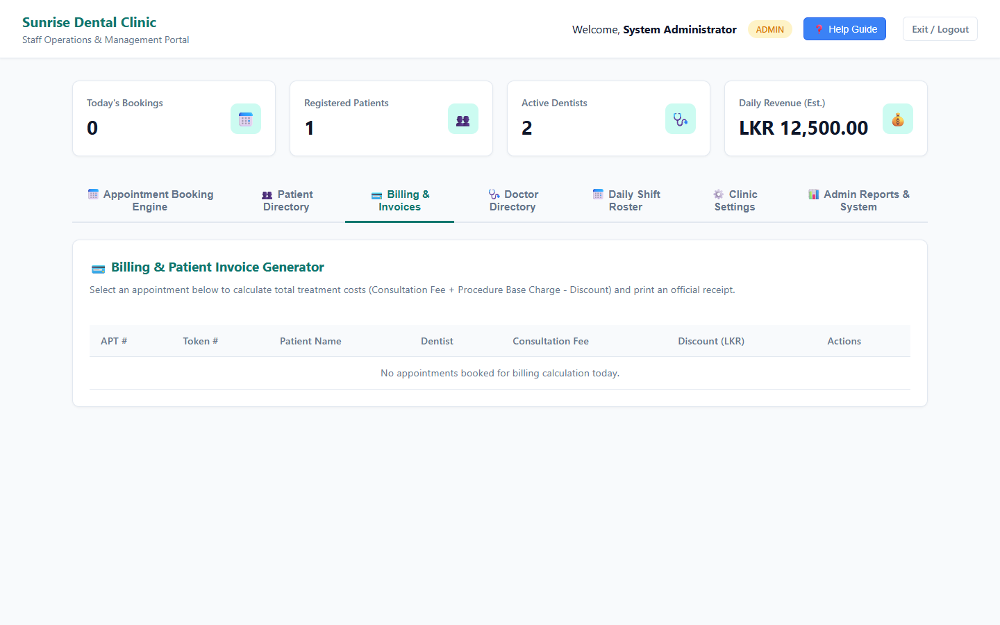 Sunrise Dental Clinic
Staff Operations & Management Portal
Welcome, System Administrator
ADMIN
Help Guide
Exit / Logout
Today's Bookings
0
Registered Patients
1
Active Dentists
2
Daily Revenue (Est.)
LKR 12,500.00
Appointment Booking
Engine
Patient
Directory
Billing &
Invoices
Doctor
Directory
Daily Shift
Roster
Clinic
Settings
Admin Reports &
System
Billing & Patient Invoice Generator
Select an appointment below to calculate total treatment costs (Consultation Fee + Procedure Base Charge - Discount) and print an official receipt.
APT # Token # Patient Name Dentist Consultation Fee Discount (LKR) Actions
No appointments booked for billing calculation today.